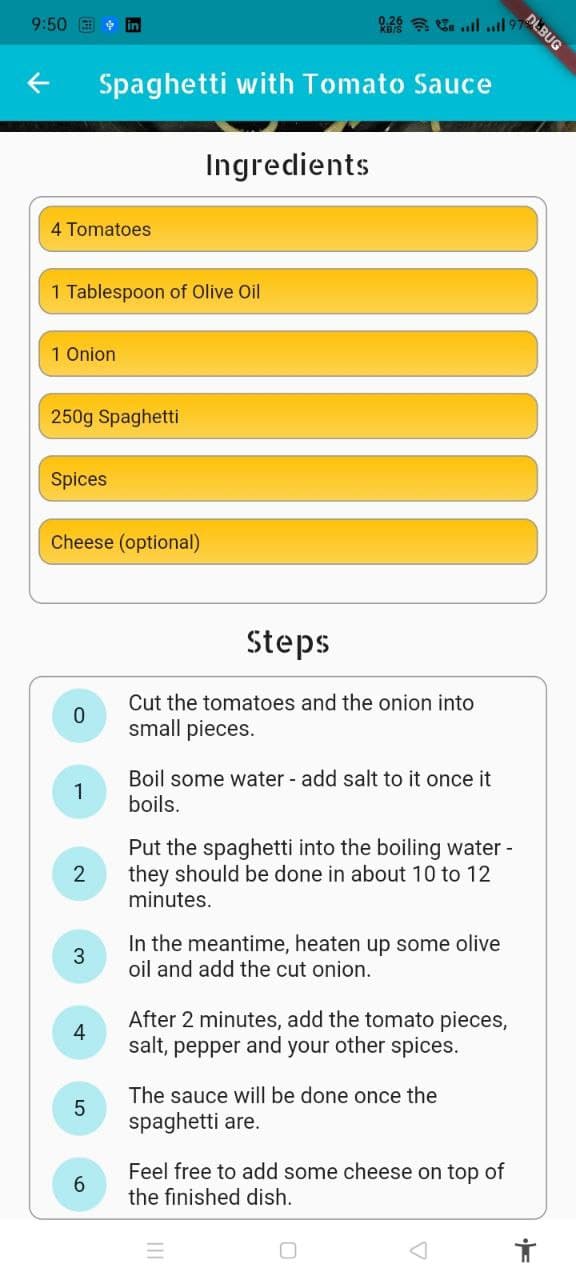 9:50
in
0.26
KB/S
97%
DEBUG
Spaghetti with Tomato Sauce
Ingredients
4 Tomatoes
1 Tablespoon of Olive Oil
1 Onion
250g Spaghetti
Spices
Cheese (optional)
Steps
0
Cut the tomatoes and the onion into
small pieces.
1
Boil some water - add salt to it once it
boils.
2
Put the spaghetti into the boiling water -
they should be done in about 10 to 12
minutes.
3
In the meantime, heaten up some olive
oil and add the cut onion.
4
After 2 minutes, add the tomato pieces,
salt, pepper and your other spices.
5
The sauce will be done once the
spaghetti are.
6
Feel free to add some cheese on top of
the finished dish.